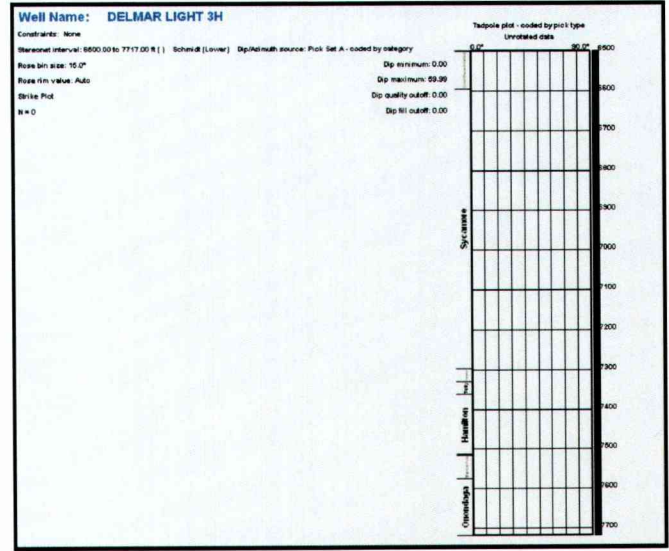 Well Name: DELMAR LIGHT 3H
Constraints: None
Stereonet interval: 6500.00 to 7717.00 ft ( ) Schmidt (Lower) Dip/Azimuth source: Pick Set A - coded by category
Rose bin size: 15.0°
Dip minimum: 0.00
Rose rim value: Auto
Dip maximum: 89.99
Strike Plot
Dip quality cutoff: 0.00
N = 0
Dip fill cutoff: 0.00
Tadpole plot - coded by pick type
Unrotated data
0.0° 90.0°
6500
6600
6700
6800
6900
Sycamore
7000
7100
7200
7300
7400
Hamilton
7500
7600
Onondaga
7700